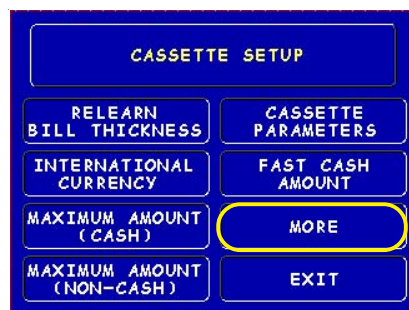 CASSETTE SETUP
RELEARN
BILL THICKNESS
CASSETTE
PARAMETERS
INTERNATIONAL
CURRENCY
FAST CASH
AMOUNT
MAXIMUM AMOUNT
(CASH)
MORE
MAXIMUM AMOUNT
(NON-CASH)
EXIT